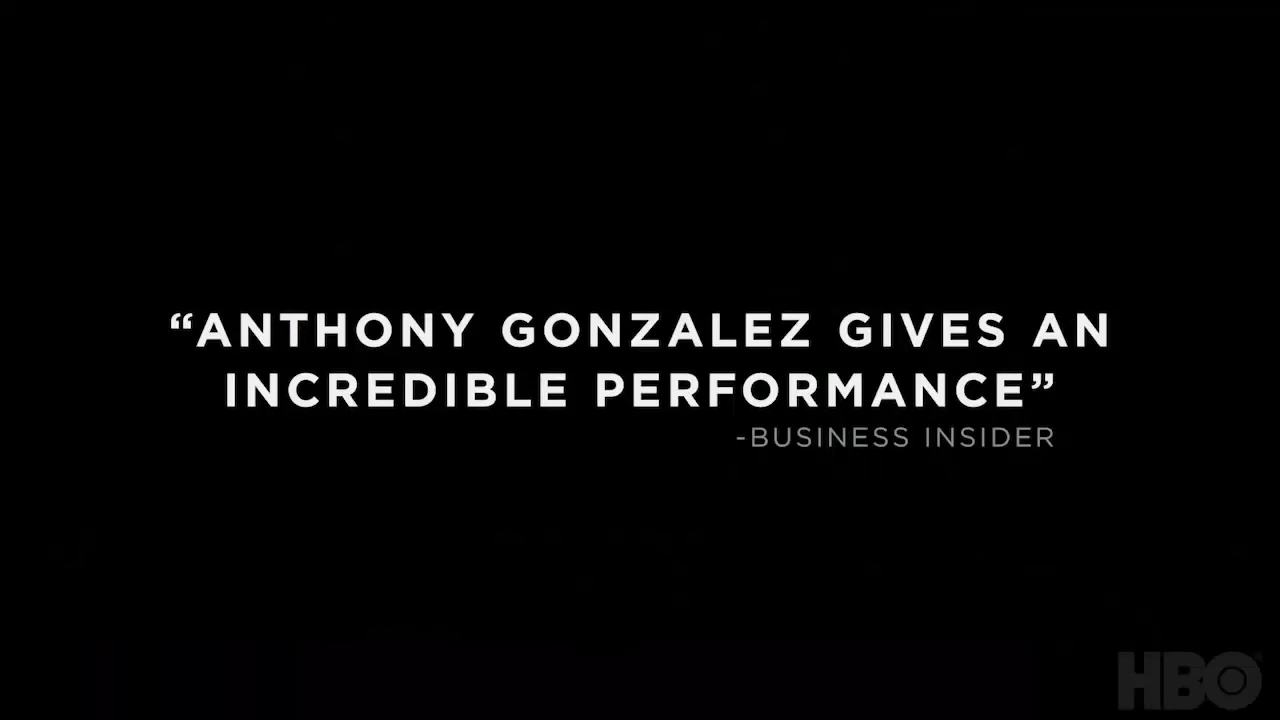 “ANTHONY GONZALEZ GIVES AN
INCREDIBLE PERFORMANCE”
-BUSINESS INSIDER
HBO